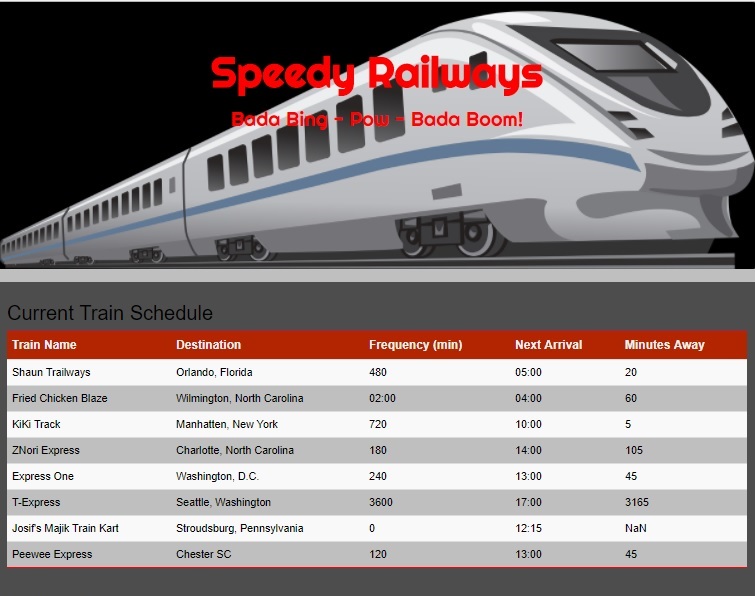 Speedy Railways
Bada Bing - Pow - Bada Boom!
Current Train Schedule
Train Name Destination Frequency (min) Next Arrival Minutes Away
Shaun Trailways Orlando, Florida 480 05:00 20
Fried Chicken Blaze Wilmington, North Carolina 02:00 04:00 60
KiKi Track Manhatten, New York 720 10:00 5
ZNori Express Charlotte, North Carolina 180 14:00 105
Express One Washington, D.C. 240 13:00 45
T-Express Seattle, Washington 3600 17:00 3165
Josif's Majik Train Kart Stroudsburg, Pennsylvania 0 12:15 NaN
Peewee Express Chester SC 120 13:00 45